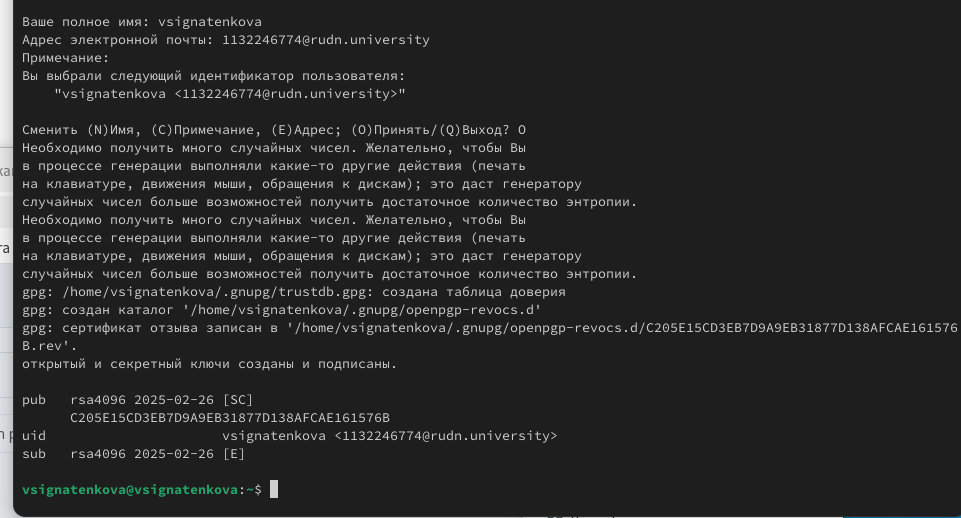 Ваше полное имя: vsignatenkova
Адрес электронной почты: 1132246774@rudn.university
Примечание:
Вы выбрали следующий идентификатор пользователя:
"vsignatenkova <1132246774@rudn.university>"
Сменить (N)Имя, (C)Примечание, (E)Адрес; (O)Принять/(Q)Выход? O
Необходимо получить много случайных чисел. Желательно, чтобы Вы
в процессе генерации выполняли какие-то другие действия (печать
на клавиатуре, движения мыши, обращения к дискам); это даст генератору
случайных чисел больше возможностей получить достаточное количество энтропии.
Необходимо получить много случайных чисел. Желательно, чтобы Вы
в процессе генерации выполняли какие-то другие действия (печать
на клавиатуре, движения мыши, обращения к дискам); это даст генератору
случайных чисел больше возможностей получить достаточное количество энтропии.
gpg: /home/vsignatenkova/.gnupg/trustdb.gpg: создана таблица доверия
gpg: создан каталог '/home/vsignatenkova/.gnupg/openpgp-revocs.d'
gpg: сертификат отзыва записан в '/home/vsignatenkova/.gnupg/openpgp-revocs.d/C205E15CD3EB7D9A9EB31877D138AFCAE161576
B.rev'.
открытый и секретный ключи созданы и подписаны.
pub   rsa4096 2025-02-26 [SC]
C205E15CD3EB7D9A9EB31877D138AFCAE161576B
uid                      vsignatenkova <1132246774@rudn.university>
sub   rsa4096 2025-02-26 [E]
vsignatenkova@vsignatenkova:~$